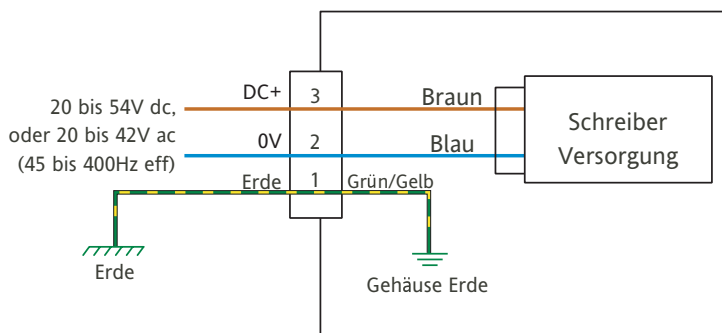 DC+
3
Braun
20 bis 54V dc,
oder 20 bis 42V ac
(45 bis 400Hz eff)
0V
2
Blau
Schreiber
Versorgung
Erde
1
Grün/Gelb
Erde
Gehäuse Erde